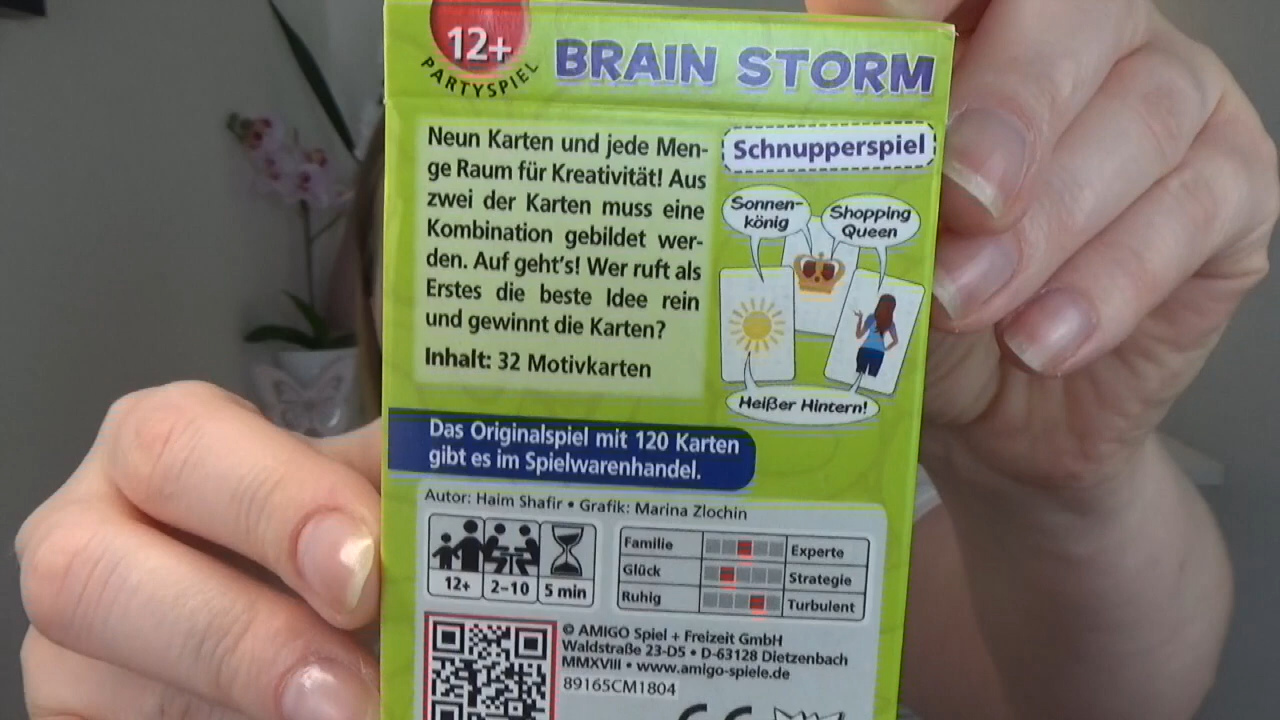 12+
PARTYSPIEL
BRAIN STORM
Neun Karten und jede Men-
ge Raum für Kreativität! Aus
zwei der Karten muss eine
Kombination gebildet wer-
den. Auf geht's! Wer ruft als
Erstes die beste Idee rein
und gewinnt die Karten?
Inhalt: 32 Motivkarten
Schnupperspiel
Sonnen-
könig
Shopping
Queen
Heißer Hintern!
Das Originalspiel mit 120 Karten
gibt es im Spielwarenhandel.
Autor: Haim Shafir • Grafik: Marina Zlochin
12+ 2–10 5 min
Familie Experte
Glück Strategie
Ruhig Turbulent
© AMIGO Spiel + Freizeit GmbH
Waldstraße 23-D5 • D-63128 Dietzenbach
MMXVIII • www.amigo-spiele.de
89165CM1804
CE